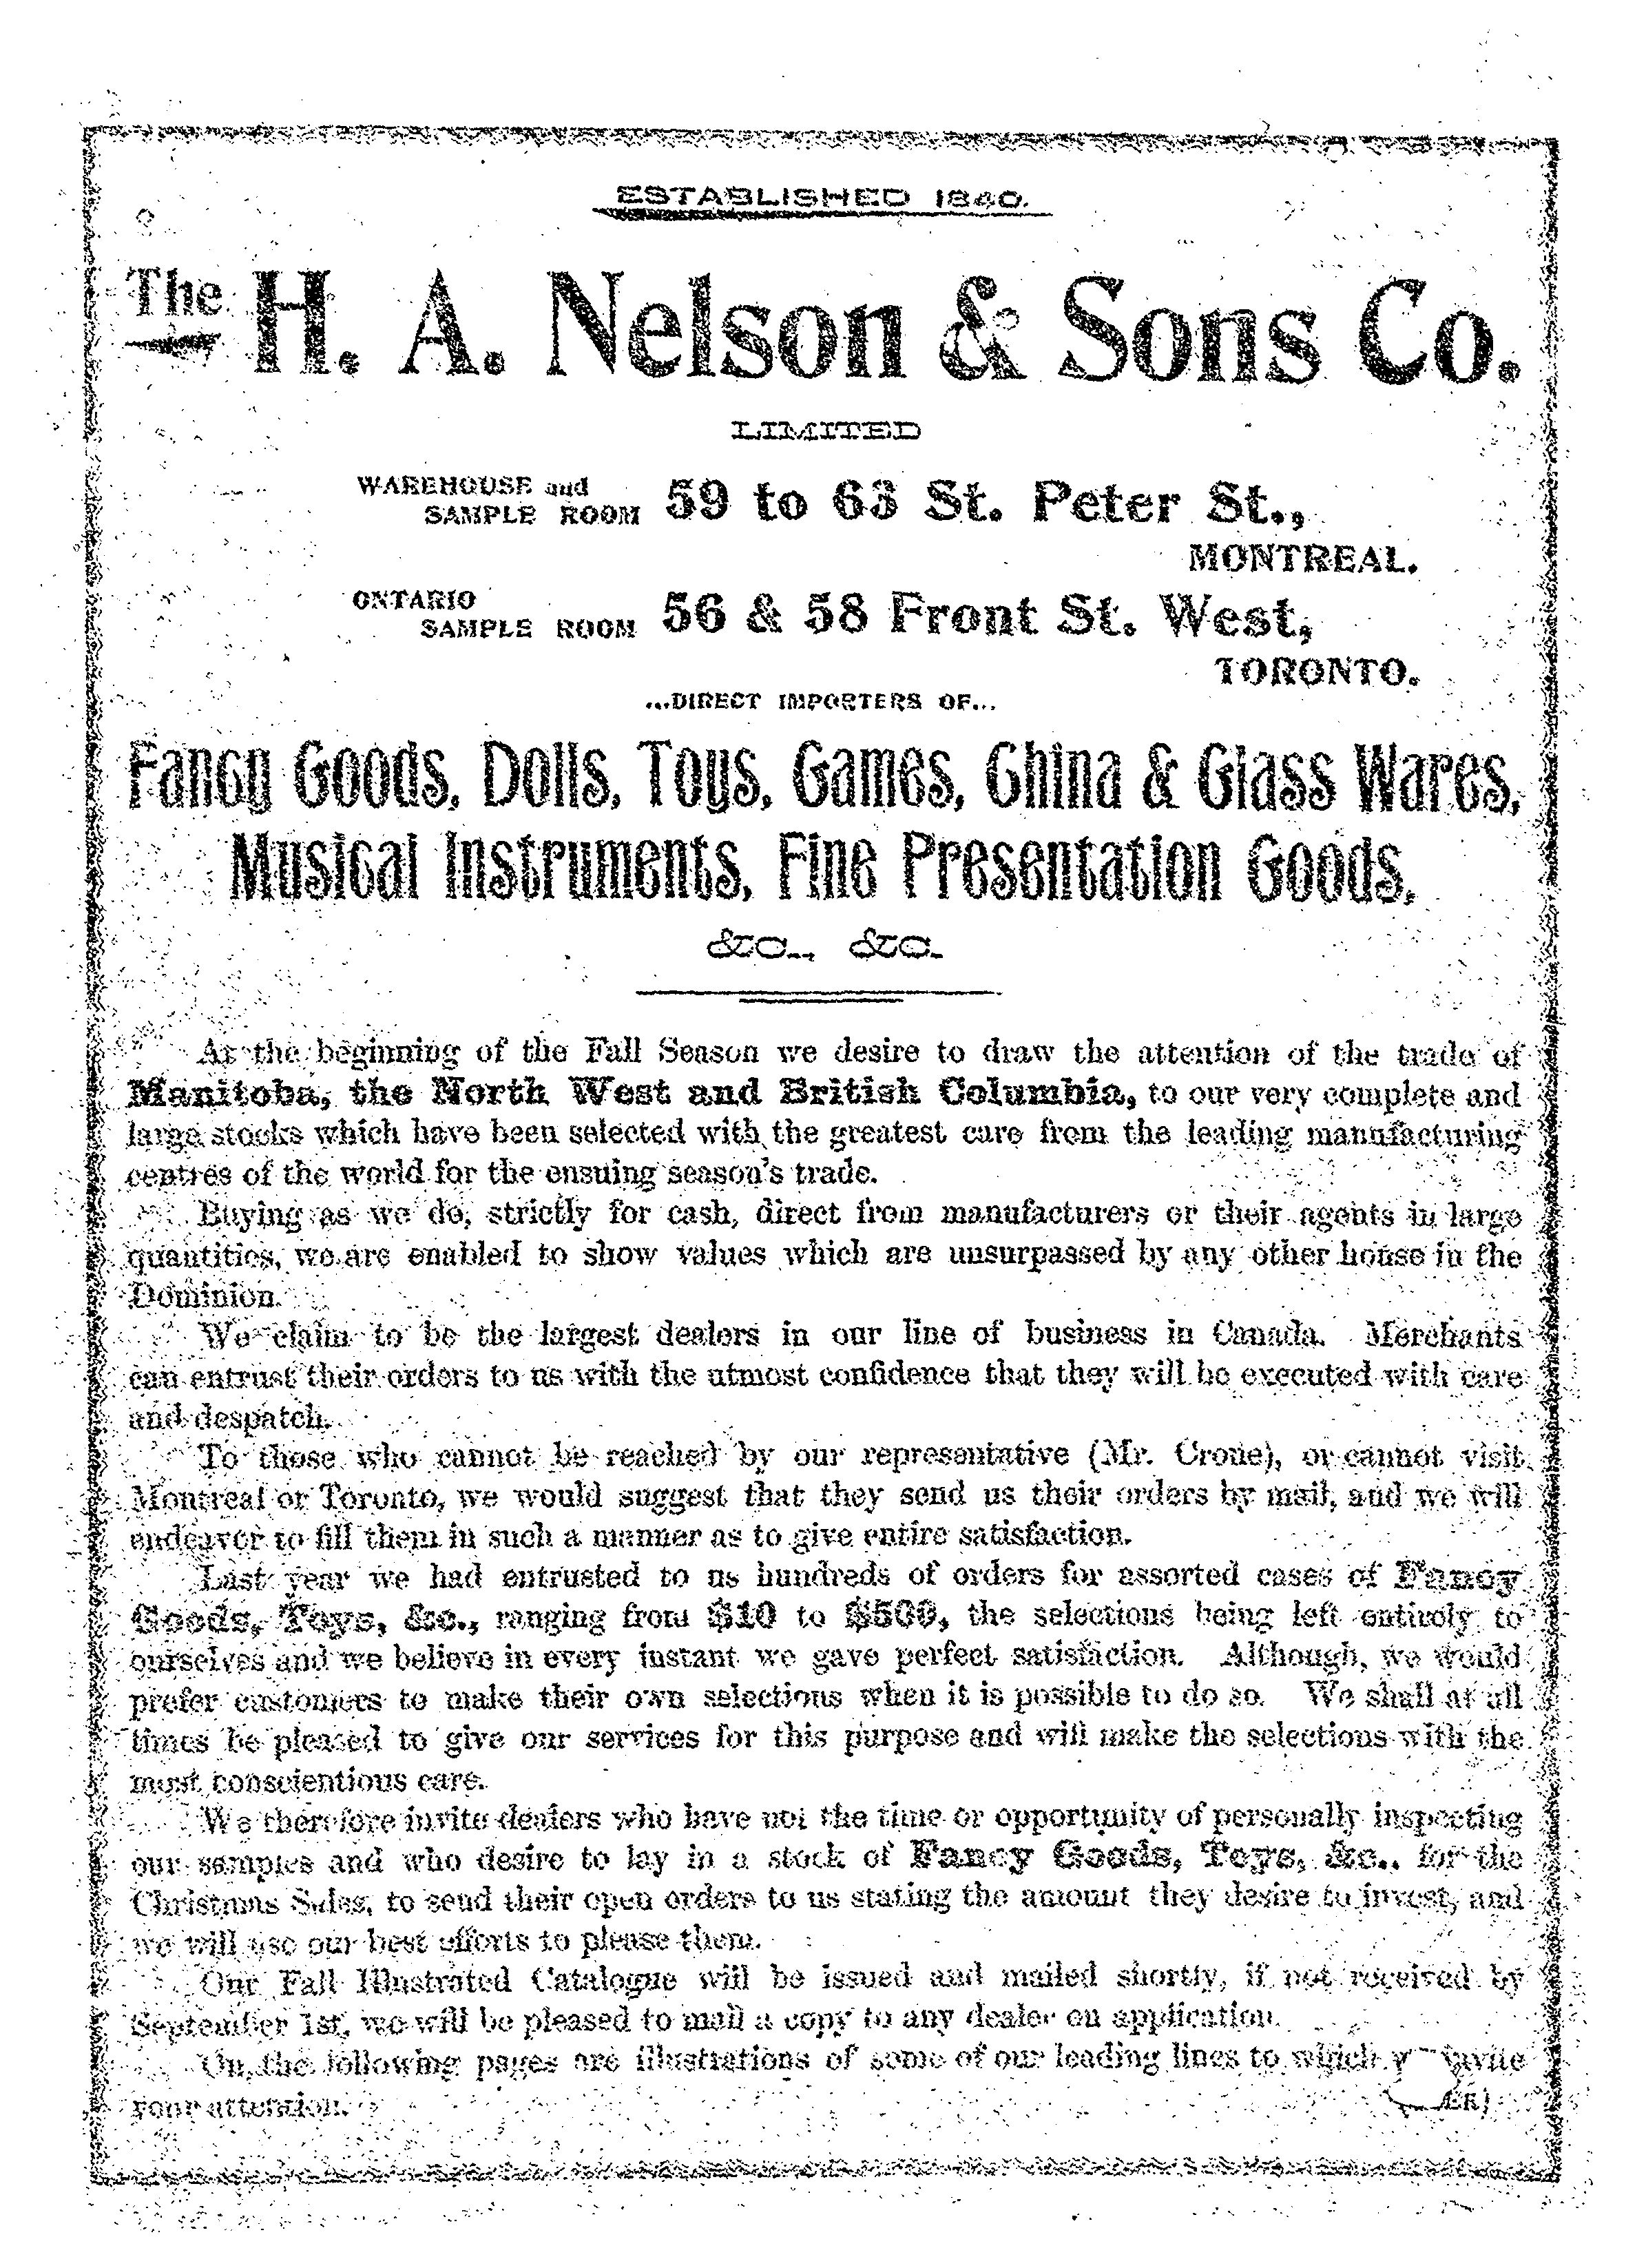 ESTABLISHED 1840.
The H. A. Nelson & Sons Co.
LIMITED
WAREHOUSE and
SAMPLE ROOM 59 to 63 St. Peter St.,
MONTREAL.
ONTARIO
SAMPLE ROOM 56 & 58 Front St. West,
TORONTO.
...DIRECT IMPORTERS OF...
Fancy Goods, Dolls, Toys, Games, China & Glass Wares,
Musical Instruments, Fine Presentation Goods,
&c., &c.
At the beginning of the Fall Season we desire to draw the attention of the trade of
Manitoba, the North West and British Columbia, to our very complete and
large stocks which have been selected with the greatest care from the leading manufacturing
centres of the world for the ensuing season's trade.
Buying as we do, strictly for cash, direct from manufacturers or their agents in large
quantities, we are enabled to show values which are unsurpassed by any other house in the
Dominion.
We claim to be the largest dealers in our line of business in Canada. Merchants
can entrust their orders to us with the utmost confidence that they will be executed with care
and despatch.
To those who cannot be reached by our representative (Mr. Crone), or cannot visit
Montreal or Toronto, we would suggest that they send us their orders by mail, and we will
endeavor to fill them in such a manner as to give entire satisfaction.
Last year we had entrusted to us hundreds of orders for assorted cases of Fancy
Goods, Toys, &c., ranging from $10 to $500, the selections being left entirely to
ourselves and we believe in every instant we gave perfect satisfaction. Although, we would
prefer customers to make their own selections when it is possible to do so. We shall at all
times be pleased to give our services for this purpose and will make the selections with the
most conscientious care.
We therefore invite dealers who have not the time or opportunity of personally inspecting
our samples and who desire to lay in a stock of Fancy Goods, Toys, &c., for the
Christmas Sales, to send their open orders to us stating the amount they desire to invest, and
we will use our best efforts to please them.
Our Fall Illustrated Catalogue will be issued and mailed shortly, if not received by
September 1st, we will be pleased to mail a copy to any dealer on application.
On the following pages are illustrations of some of our leading lines to which invite
your attention.